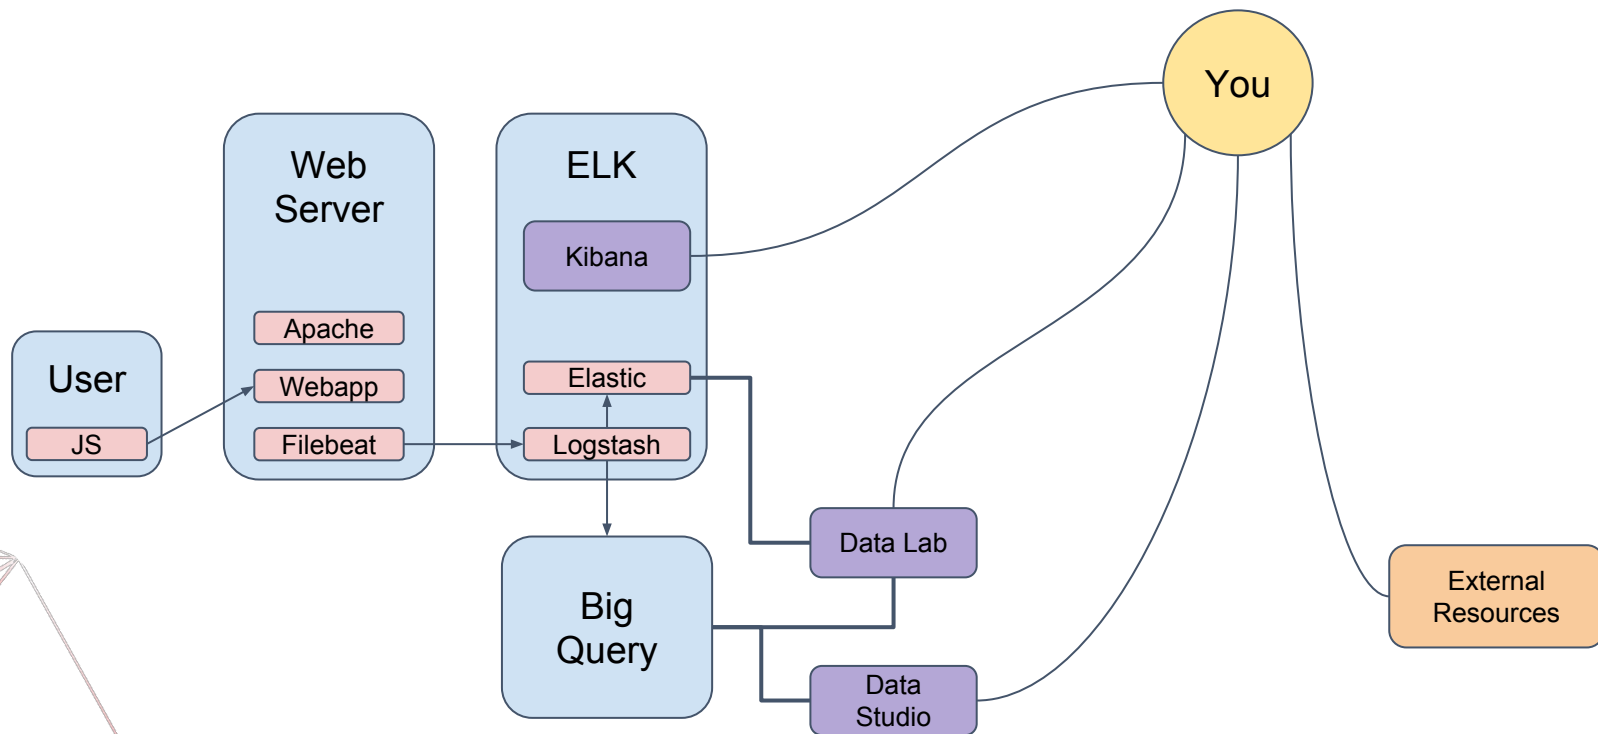 You
Web
Server
ELK
Kibana
Apache
User
Webapp
Elastic
JS
Filebeat
Logstash
Data Lab
Big
Query
External
Resources
Data
Studio